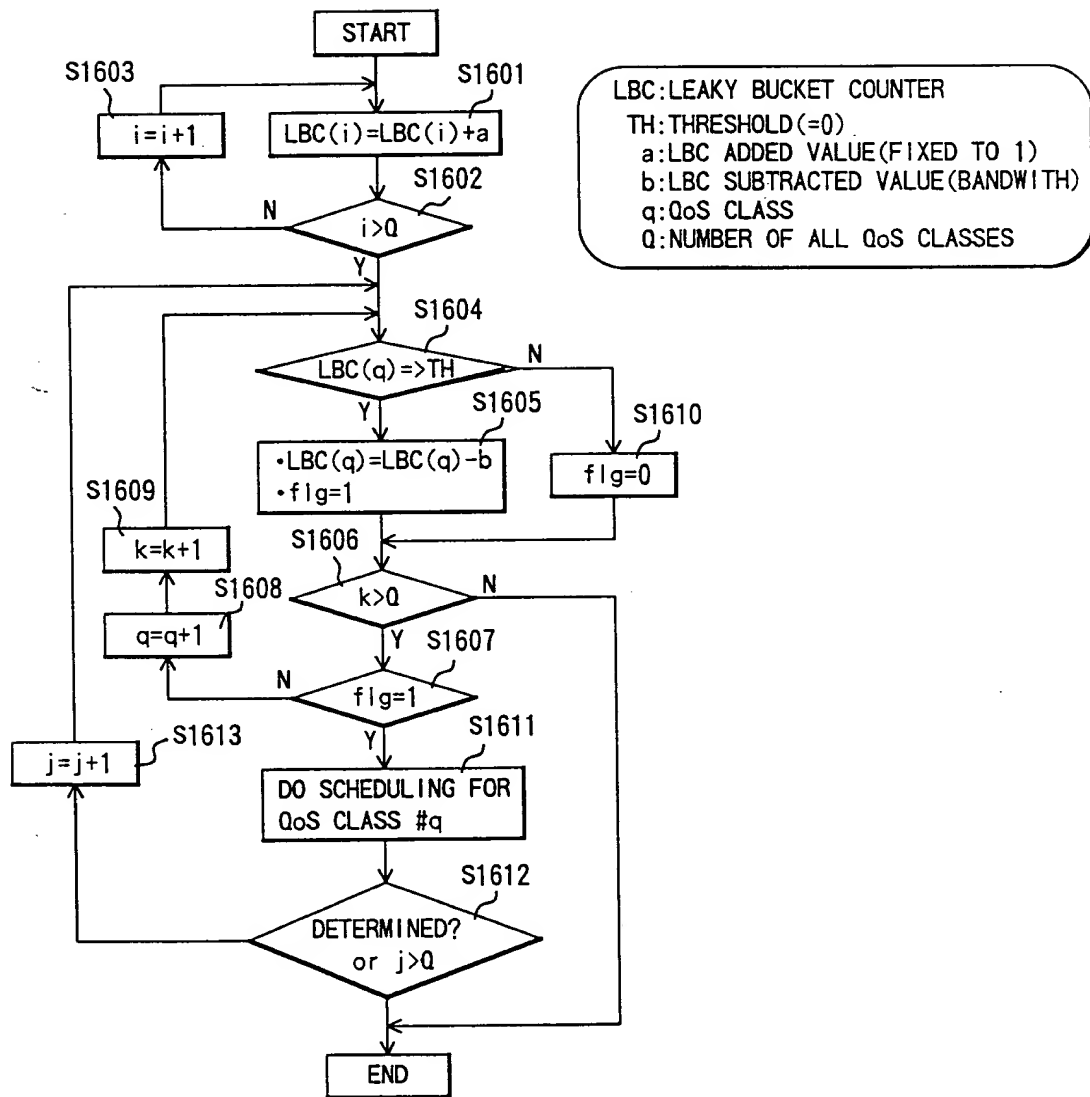 START
S1603
S1601
i=i+1
LBC(i)=LBC(i)+a
S1602
N
i>Q
Y
LBC:LEAKY BUCKET COUNTER
TH:THRESHOLD(=0)
a:LBC ADDED VALUE(FIXED TO 1)
b:LBC SUBTRACTED VALUE(BANDWITH)
q:QoS CLASS
Q:NUMBER OF ALL QoS CLASSES
S1604
LBC(q)=>TH
N
Y
S1605
S1610
·LBC(q)=LBC(q)-b
·flg=1
flg=0
S1609
k=k+1
S1606
k>Q
N
S1608
Y
S1607
q=q+1
N
flg=1
Y
S1611
S1613
j=j+1
DO SCHEDULING FOR
QoS CLASS #q
S1612
DETERMINED?
or j>Q
END